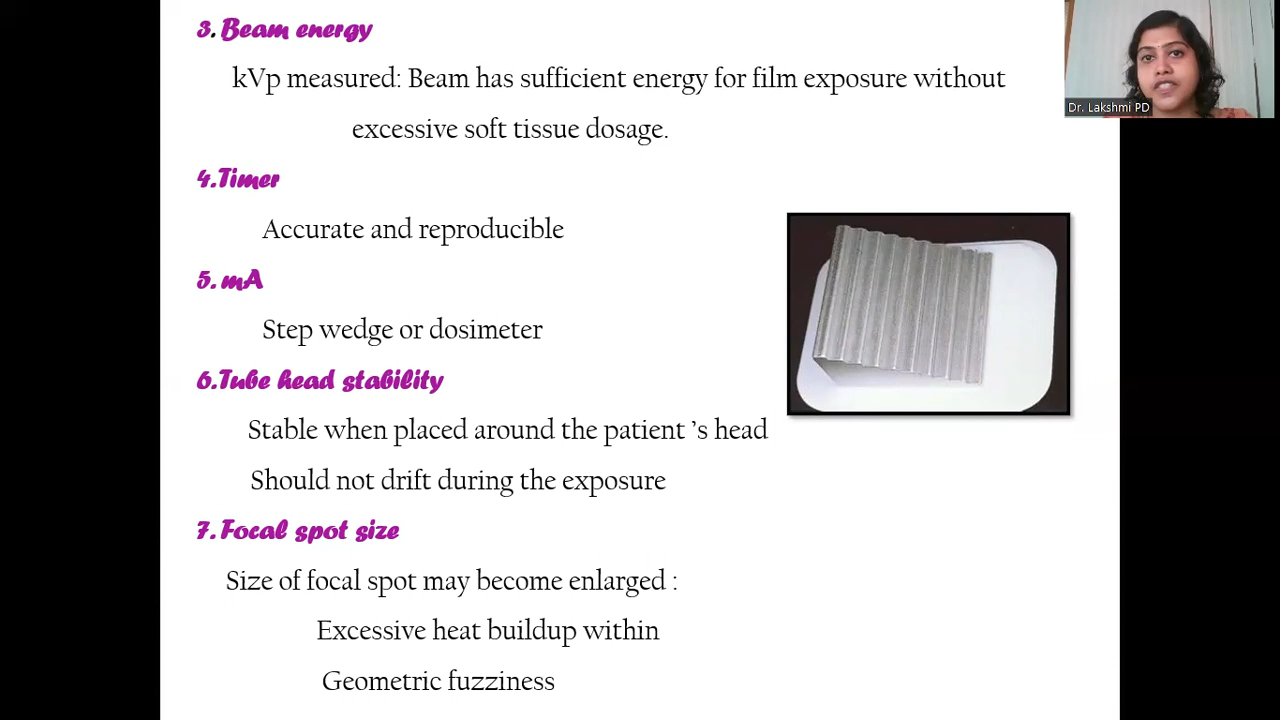 3. Beam energy
kVp measured: Beam has sufficient energy for film exposure without
excessive soft tissue dosage.
4.Timer
Accurate and reproducible
5. mA
Step wedge or dosimeter
6.Tube head stability
Stable when placed around the patient ’s head
Should not drift during the exposure
7. Focal spot size
Size of focal spot may become enlarged :
Excessive heat buildup within
Geometric fuzziness
Dr. Lakshmi PD